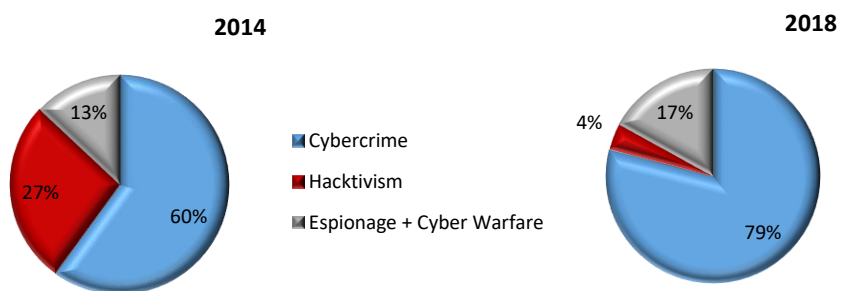 2014
2018
13%
27%
60%
Cybercrime
Hacktivism
Espionage + Cyber Warfare
4%
17%
79%